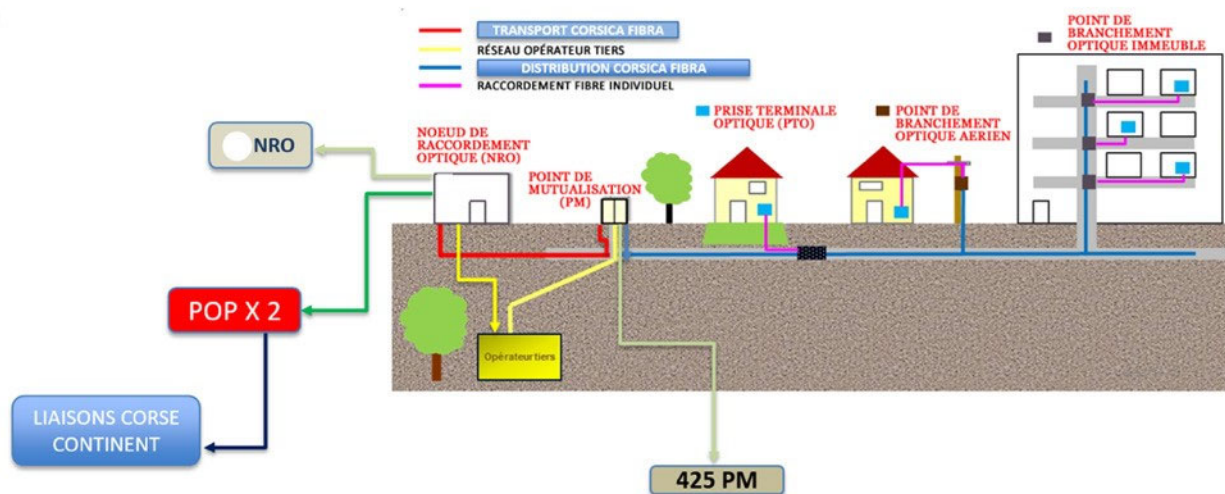 TRANSPORT CORSICA FIBRA
RÉSEAU OPÉRATEUR TIERS
DISTRIBUTION CORSICA FIBRA
RACCORDEMENT FIBRE INDIVIDUEL
POINT DE
BRANCHEMENT
OPTIQUE IMMEUBLE
NRO
NOEUD DE
RACCORDEMENT
OPTIQUE (NRO)
POINT DE
MUTUALISATION
(PM)
PRISE TERMINALE
OPTIQUE (PTO)
POINT DE
BRANCHEMENT
OPTIQUE AERIEN
POP X 2
Opérateur tiers
LIAISONS CORSE
CONTINENT
425 PM